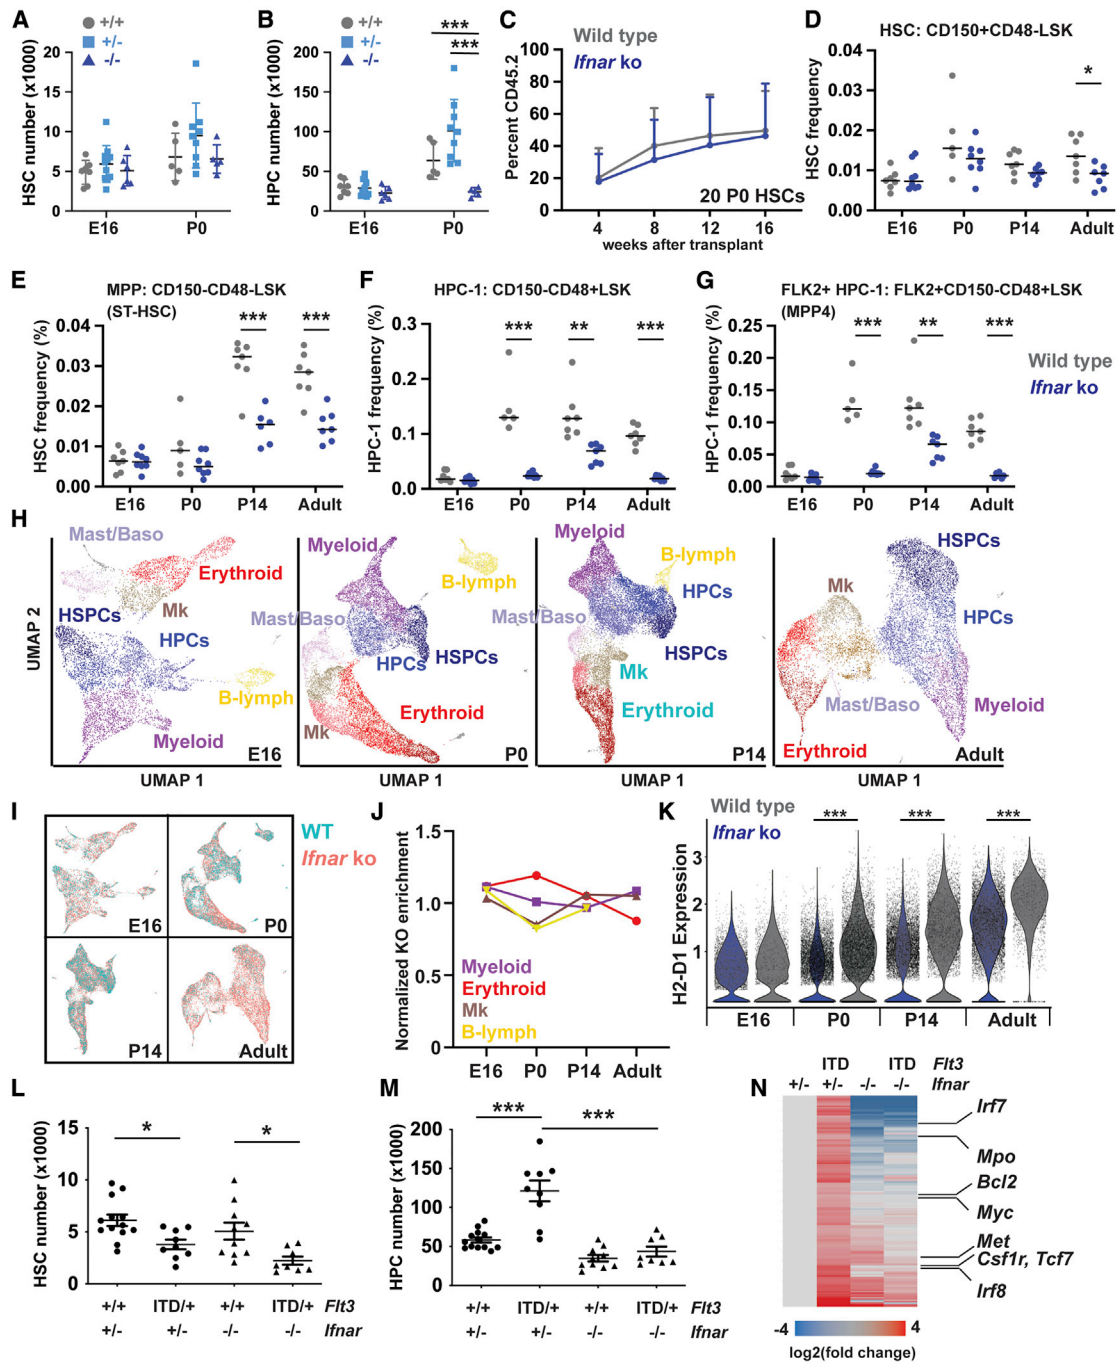 A
+/+
+/-
-/-
HSC number (x1000)
20
15
10
5
0
E16
P0
B
+/+
+/-
-/-
***
***
HPC number (x1000)
200
150
100
50
0
E16
P0
C
Wild type
Ifnar ko
Percent CD45.2
100
80
60
40
20
0
20 P0 HSCs
4
8
12
16
weeks after transplant
D
HSC: CD150+CD48-LSK
*
HSC frequency
0.04
0.03
0.02
0.01
0.00
E16
P0
P14
Adult
E
MPP: CD150-CD48-LSK
(ST-HSC)
***
***
HSC frequency (%)
0.04
0.03
0.02
0.01
0.00
E16
P0
P14
Adult
F
HPC-1: CD150-CD48+LSK
***
**
***
HPC-1 frequency (%)
0.3
0.2
0.1
0.0
E16
P0
P14
Adult
G
FLK2+ HPC-1: FLK2+CD150-CD48+LSK
(MPP4)
***
**
***
HPC-1 frequency (%)
0.25
0.20
0.15
0.10
0.05
0.00
E16
P0
P14
Adult
Wild type
Ifnar ko
H
UMAP 2
Mast/Baso
Erythroid
Mk
HSPCs
HPCs
B-lymph
Myeloid
E16
UMAP 1
Myeloid
B-lymph
Mast/Baso
HPCs
HSPCs
Erythroid
Mk
P0
UMAP 1
Myeloid
B-lymph
HPCs
Mast/Baso
HSPCs
Mk
Erythroid
P14
UMAP 1
HSPCs
Mk
HPCs
Mast/Baso
Myeloid
Erythroid
Adult
UMAP 1
I
WT
Ifnar ko
E16
P0
P14
Adult
J
Normalized KO enrichment
1.5
1.0
0.5
0
Myeloid
Erythroid
Mk
B-lymph
E16
P0
P14
Adult
K
Wild type
Ifnar ko
***
***
***
H2-D1 Expression
3
2
1
E16
P0
P14
Adult
L
*
*
HSC number (x1000)
15
10
5
0
+/+
ITD/+
+/+
ITD/+
Flt3
+/-
+/-
-/-
-/-
Ifnar
M
***
***
HPC number (x1000)
200
150
100
50
0
+/+
ITD/+
+/+
ITD/+
Flt3
+/-
+/-
-/-
-/-
Ifnar
N
ITD
ITD
Flt3
+/-
+/-
-/-
-/-
Ifnar
Irf7
Mpo
Bcl2
Myc
Met
Csf1r, Tcf7
Irf8
-4
4
log2(fold change)